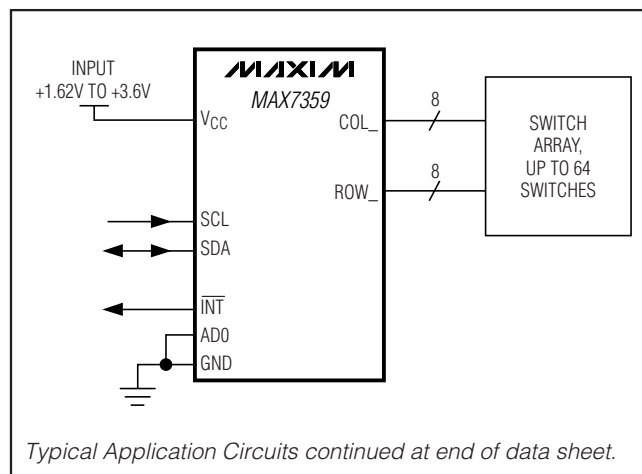 INPUT
+1.62V TO +3.6V
MAXIM
MAX7359
VCC
COL_
8
ROW_
8
SWITCH
ARRAY,
UP TO 64
SWITCHES
SCL
SDA
INT
AD0
GND
Typical Application Circuits continued at end of data sheet.